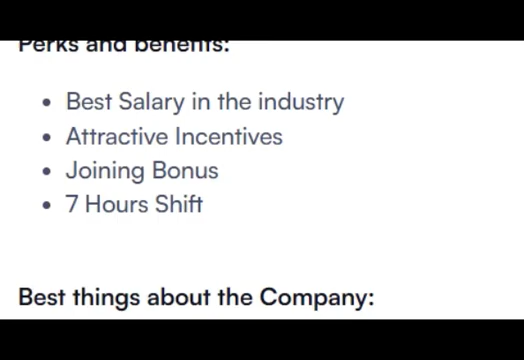 Perks and benefits:
Best Salary in the industry
Attractive Incentives
Joining Bonus
7 Hours Shift
Best things about the Company: